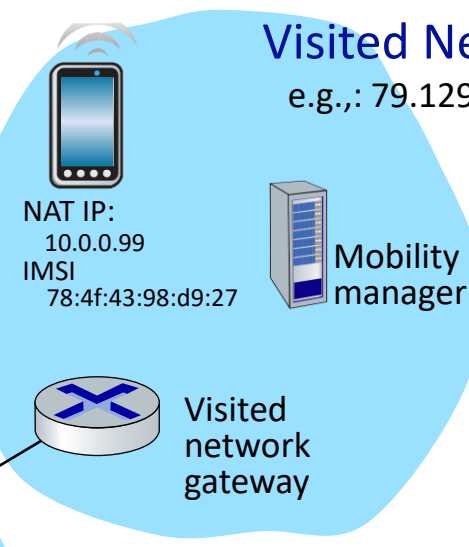 Visited Ne
e.g.,: 79.129
NAT IP:
10.0.0.99
IMSI
78:4f:43:98:d9:27
Mobility
manager
Visited
network
gateway